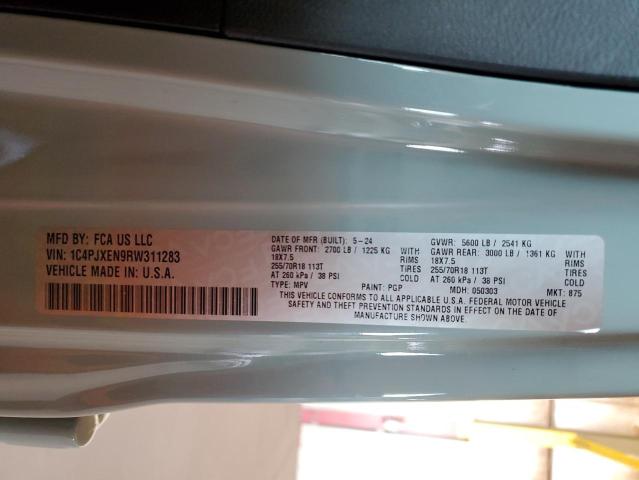 MFD BY: FCA US LLC
VIN: 1C4PJXEN9RW311283
VEHICLE MADE IN U.S.A.
DATE OF MFR (BUILT): 5-24
GAWR FRONT: 2700 LB / 1225 KG
18X7.5 WITH RIMS
255/70R18 113T TIRES
AT 260 kPa / 38 PSI COLD
TYPE: MPV PAINT: PGP
GVWR: 5600 LB / 2541 KG
GAWR REAR: 3000 LB / 1361 KG
18X7.5 WITH RIMS
255/70R18 113T TIRES
AT 260 kPa / 38 PSI COLD
MDH: 050303 MKT: 875
THIS VEHICLE CONFORMS TO ALL APPLICABLE U.S.A. FEDERAL MOTOR VEHICLE
SAFETY AND THEFT PREVENTION STANDARDS IN EFFECT ON THE DATE OF
MANUFACTURE SHOWN ABOVE.